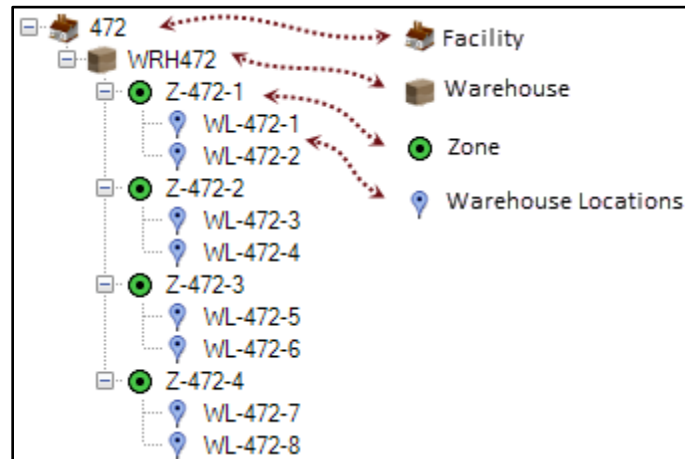 472
Facility
WRH472
Warehouse
Z-472-1
WL-472-1
Zone
WL-472-2
Warehouse Locations
Z-472-2
WL-472-3
WL-472-4
Z-472-3
WL-472-5
WL-472-6
Z-472-4
WL-472-7
WL-472-8